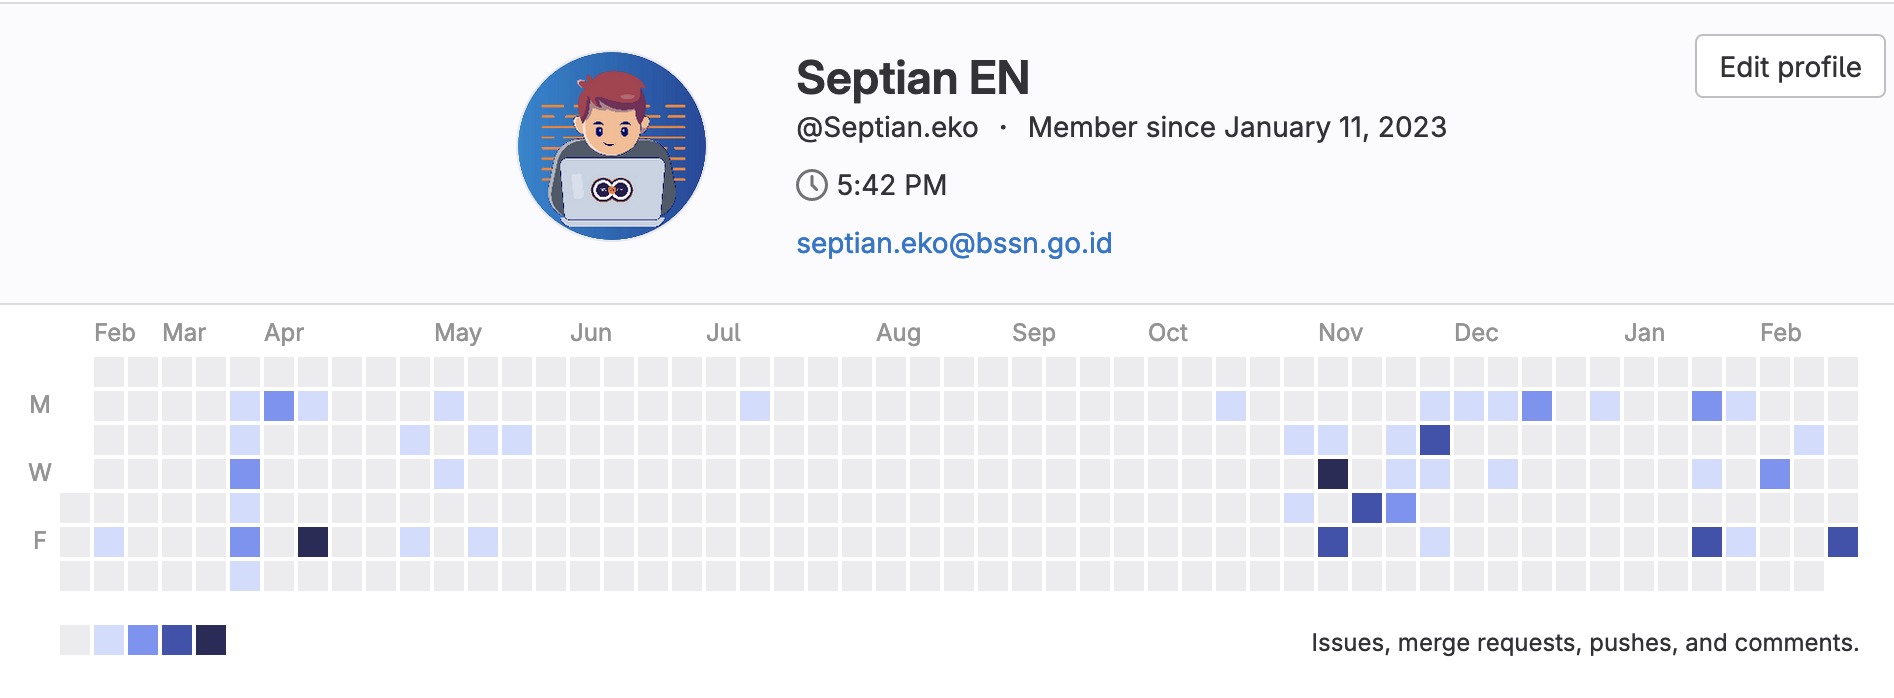 Edit profile
Septian EN
@Septian.eko · Member since January 11, 2023
5:42 PM
septian.eko@bssn.go.id
Feb Mar Apr May Jun Jul Aug Sep Oct Nov Dec Jan Feb
M
W
F
Issues, merge requests, pushes, and comments.